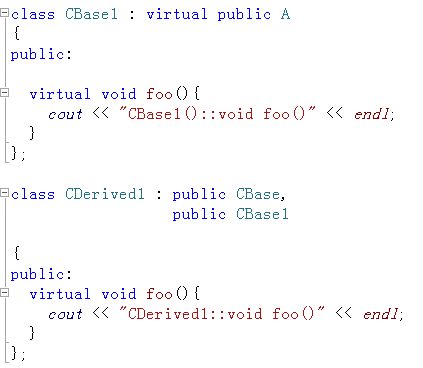 class CBase1 : virtual public A
{
public:
virtual void foo(){
cout << "CBase1()::void foo()" << endl;
}
};
class CDerived1 : public CBase,
public CBase1
{
public:
virtual void foo(){
cout << "CDerived1::void foo()" << endl;
}
};